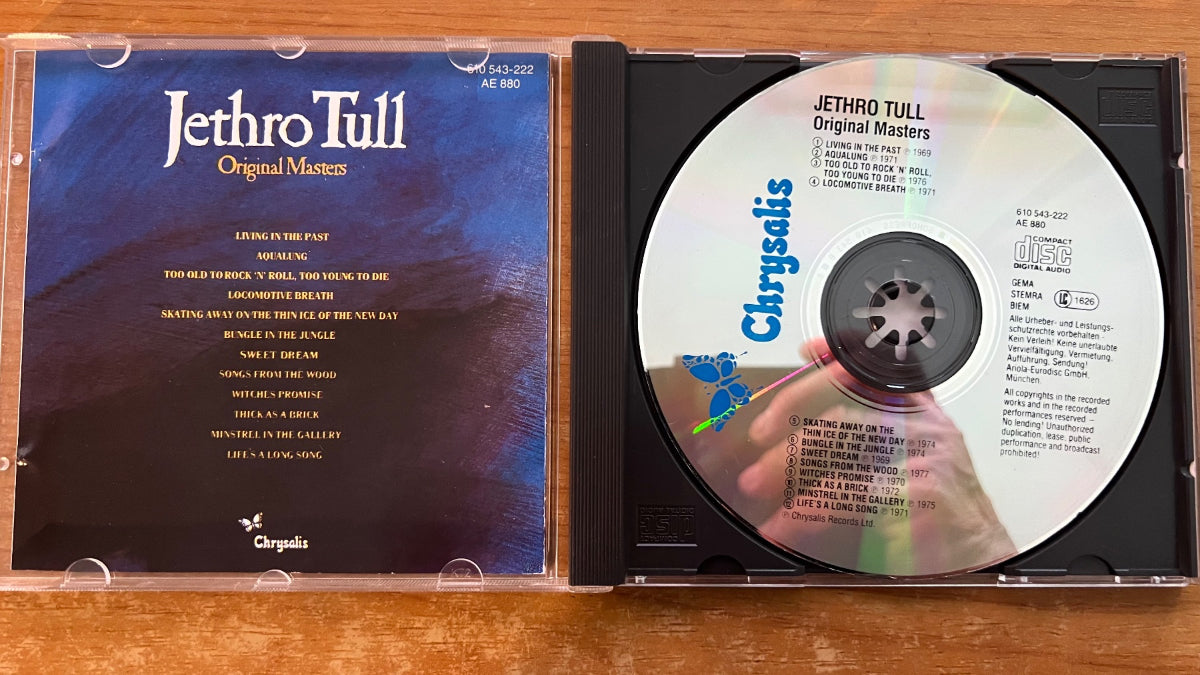 610 543-222
AE 880
Jethro Tull
Original Masters
LIVING IN THE PAST
AQUALUNG
TOO OLD TO ROCK 'N' ROLL, TOO YOUNG TO DIE
LOCOMOTIVE BREATH
SKATING AWAY ON THE THIN ICE OF THE NEW DAY
BUNGLE IN THE JUNGLE
SWEET DREAM
SONGS FROM THE WOOD
WITCHES PROMISE
THICK AS A BRICK
MINSTREL IN THE GALLERY
LIFE'S A LONG SONG
Chrysalis
JETHRO TULL
Original Masters
① LIVING IN THE PAST ℗ 1969
② AQUALUNG ℗ 1971
③ TOO OLD TO ROCK 'N' ROLL,
TOO YOUNG TO DIE ℗ 1976
④ LOCOMOTIVE BREATH ℗ 1971
Chrysalis
610 543-222
AE 880
COMPACT
disc
DIGITAL AUDIO
GEMA
STEMRA
BIEM
LC 1626
Alle Urheber- und Leistungs-
schutzrechte vorbehalten -
Kein Verleih! Keine unerlaubte
Vervielfältigung, Vermietung,
Aufführung, Sendung!
Ariola-Eurodisc GmbH,
München.
All copyrights in the recorded
works and in the recorded
performances reserved –
No lending! Unauthorized
duplication, lease, public
performance and broadcast
prohibited!
⑤ SKATING AWAY ON THE
THIN ICE OF THE NEW DAY ℗ 1974
⑥ BUNGLE IN THE JUNGLE ℗ 1974
⑦ SWEET DREAM ℗ 1969
⑧ SONGS FROM THE WOOD ℗ 1977
⑨ WITCHES PROMISE ℗ 1970
⑩ THICK AS A BRICK ℗ 1972
⑪ MINSTREL IN THE GALLERY ℗ 1975
⑫ LIFE'S A LONG SONG ℗ 1971
℗ Chrysalis Records Ltd.
COMPACT
disc
DIGITAL AUDIO